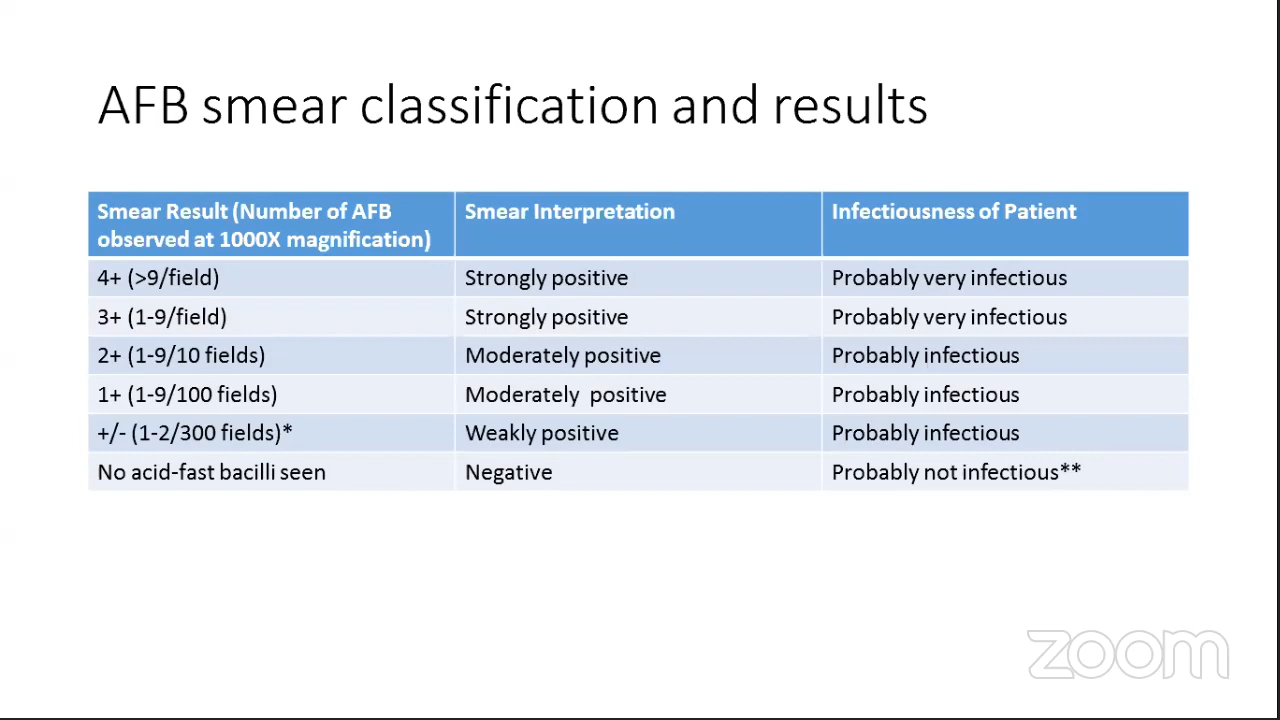 AFB smear classification and results
Smear Result (Number of AFB observed at 1000X magnification) Smear Interpretation Infectiousness of Patient
4+ (>9/field) Strongly positive Probably very infectious
3+ (1-9/field) Strongly positive Probably very infectious
2+ (1-9/10 fields) Moderately positive Probably infectious
1+ (1-9/100 fields) Moderately positive Probably infectious
+/- (1-2/300 fields)* Weakly positive Probably infectious
No acid-fast bacilli seen Negative Probably not infectious**
zoom